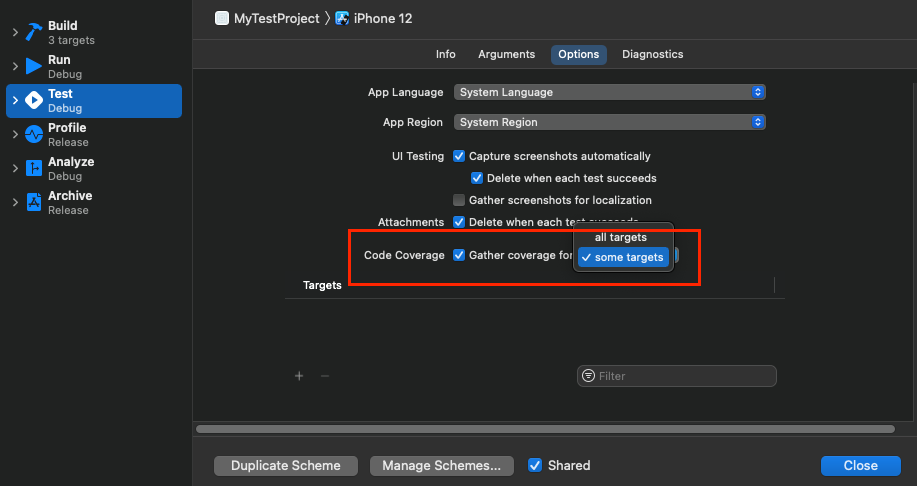 MyTestProject 〉 iPhone 12
Build
3 targets
Run
Debug
Test
Debug
Profile
Release
Analyze
Debug
Archive
Release
Info Arguments Options Diagnostics
App Language System Language
App Region System Region
UI Testing Capture screenshots automatically
Delete when each test succeeds
Gather screenshots for localization
Attachments Delete when each test succeeds
all targets
Code Coverage Gather coverage for some targets
Targets
+ − Filter
Duplicate Scheme Manage Schemes... Shared Close